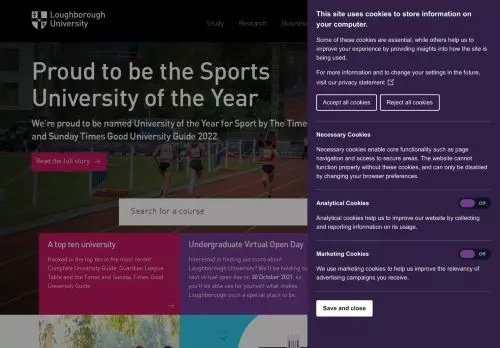 Loughborough
University
Study
Research
Business
Proud to be the Sports
University of the Year
We're proud to be named University of the Year for Sport by The Time
and Sunday Times Good University Guide 2022
Read the full story
Search for a course
A top ten university
Ranked in the top ten in the most recent
Complete University Guide, Guardian League
Table and the Times and Sunday Times Good
University Guide
Undergraduate Virtual Open Day
Interested in finding out more about
Loughborough University? We'll be holding our
next virtual open day on 30 October 2021, so
you'll be able see for yourself what makes
Loughborough such a special place to be.
This site uses cookies to store information on
your computer.
Some of these cookies are essential, while others help us to
improve your experience by providing insights into how the site is
being used.
For more information and to change your settings in the future,
visit our privacy statement
Accept all cookies
Reject all cookies
Necessary Cookies
Necessary cookies enable core functionality such as page
navigation and access to secure areas. The website cannot
function properly without these cookies, and can only be disabled
by changing your browser preferences.
Analytical Cookies
Off
Analytical cookies help us to improve our website by collecting
and reporting information on its usage.
Marketing Cookies
Off
We use marketing cookies to help us improve the relevancy of
advertising campaigns you receive.
Save and close